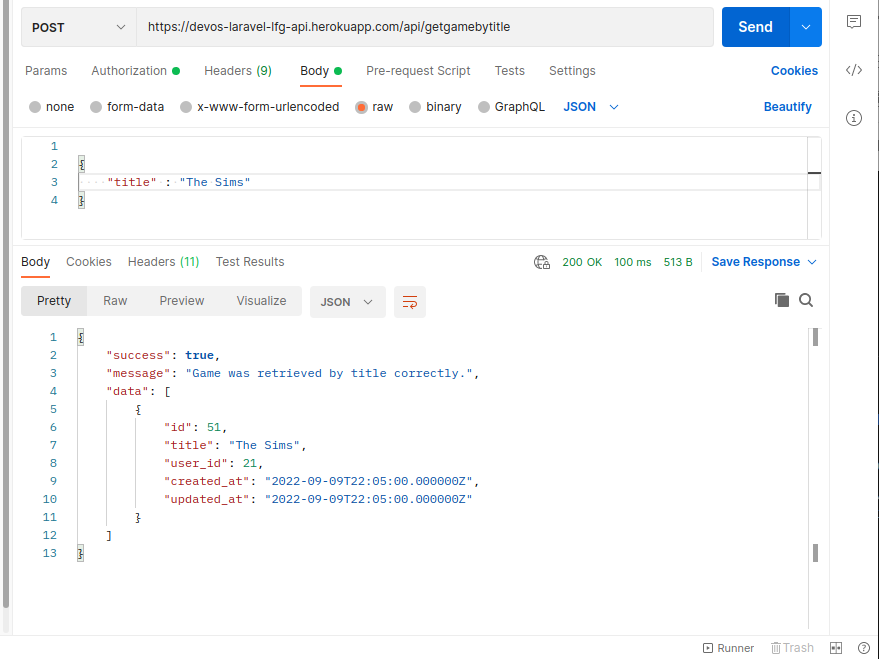 POST https://devos-laravel-lfg-api.herokuapp.com/api/getgamebytitle Send
Params Authorization Headers (9) Body Pre-request Script Tests Settings Cookies
none form-data x-www-form-urlencoded raw binary GraphQL JSON Beautify
1
2 {
3 "title" : "The Sims"
4 }
Body Cookies Headers (11) Test Results 200 OK 100 ms 513 B Save Response
Pretty Raw Preview Visualize JSON
1 {
2 "success": true,
3 "message": "Game was retrieved by title correctly.",
4 "data": [
5 {
6 "id": 51,
7 "title": "The Sims",
8 "user_id": 21,
9 "created_at": "2022-09-09T22:05:00.000000Z",
10 "updated_at": "2022-09-09T22:05:00.000000Z"
11 }
12 ]
13 }
Runner Trash